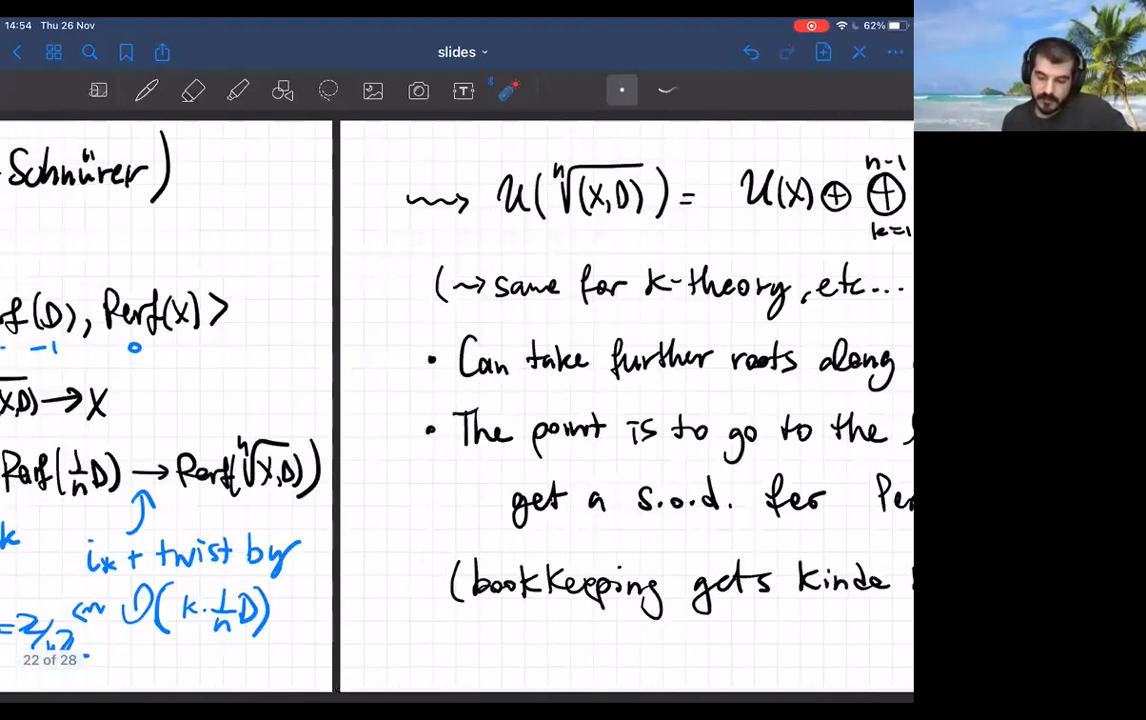 14:54 Thu 26 Nov
62%
slides
Schnürer)
(D), Perf(X)>
-1 0
X,D) → X
Perf(1/n D) → Perf(ⁿ√(X,D))
k
i* + twist by
O(k·1/n D)
22 of 28
⇝ U(ⁿ√(X,D)) = U(X) ⊕ ⊕
n-1
k=1
(→ same for K-theory, etc...
• Can take further roots along
• The point is to go to the
get a s.o.d. for Per
(bookkeeping gets kinda